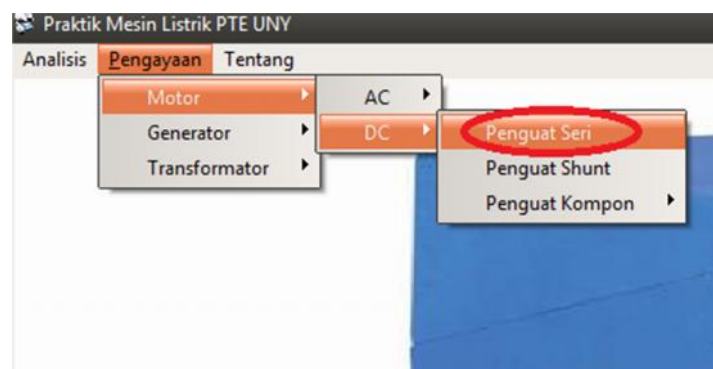 Praktik Mesin Listrik PTE UNY
Analisis Pengayaan Tentang
Motor
Generator
Transformator
AC
DC
Penguat Seri
Penguat Shunt
Penguat Kompon